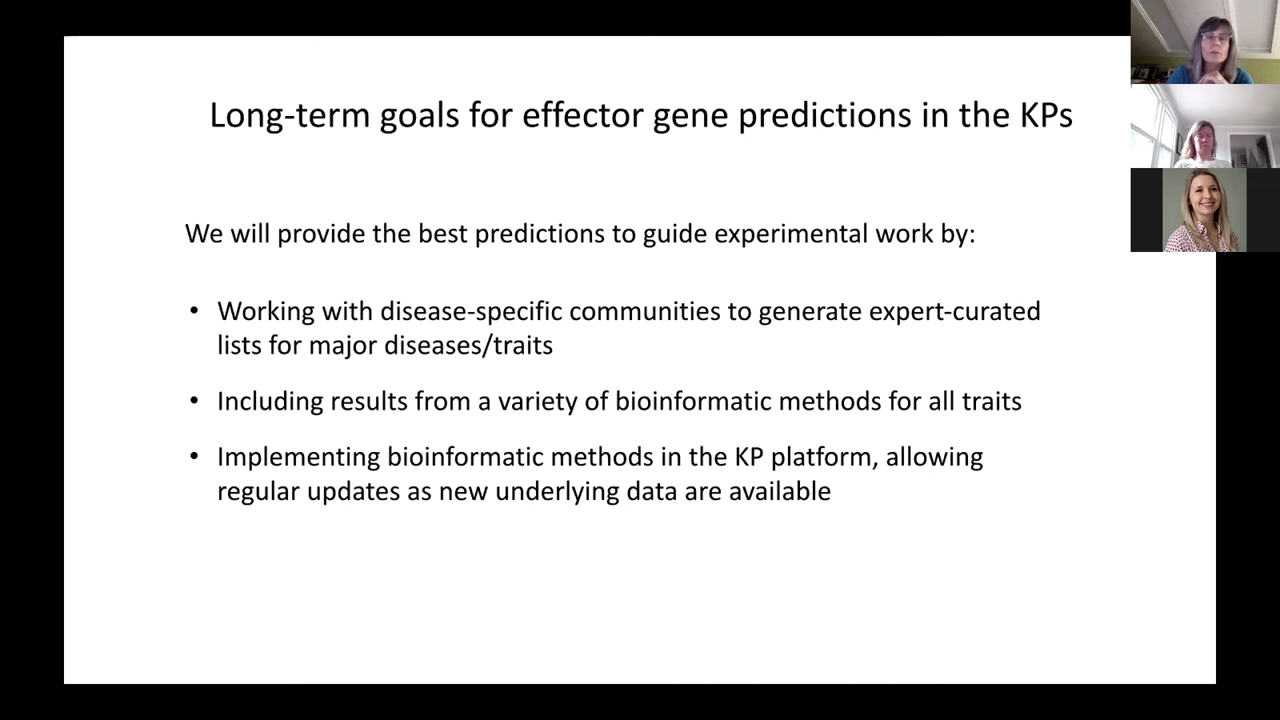 Long-term goals for effector gene predictions in the KPs
We will provide the best predictions to guide experimental work by:
• Working with disease-specific communities to generate expert-curated
lists for major diseases/traits
• Including results from a variety of bioinformatic methods for all traits
• Implementing bioinformatic methods in the KP platform, allowing
regular updates as new underlying data are available